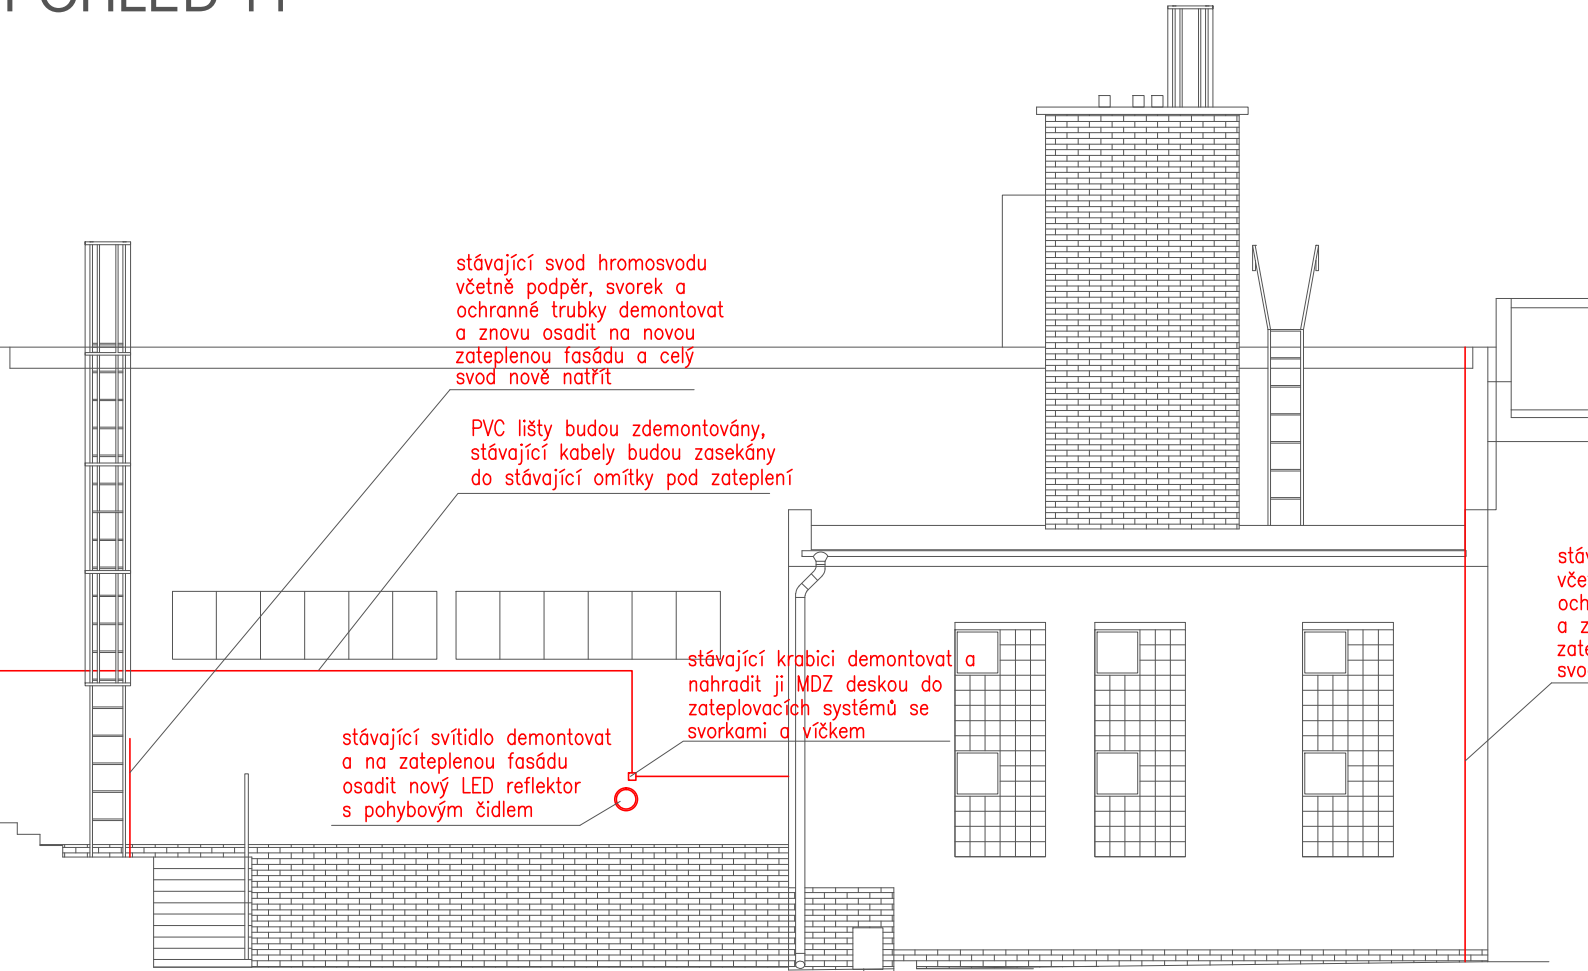 POHLED 11
stávající svod hromosvodu
včetně podpěr, svorek a
ochranné trubky demontovat
a znovu osadit na novou
zateplenou fasádu a celý
svod nově natřít
PVC lišty budou zdemontovány,
stávající kabely budou zasekány
do stávající omítky pod zateplení
stávající krabici demontovat a
nahradit ji MDZ deskou do
zateplovacích systémů se
svorkami a víčkem
stávající svítidlo demontovat
a na zateplenou fasádu
osadit nový LED reflektor
s pohybovým čidlem